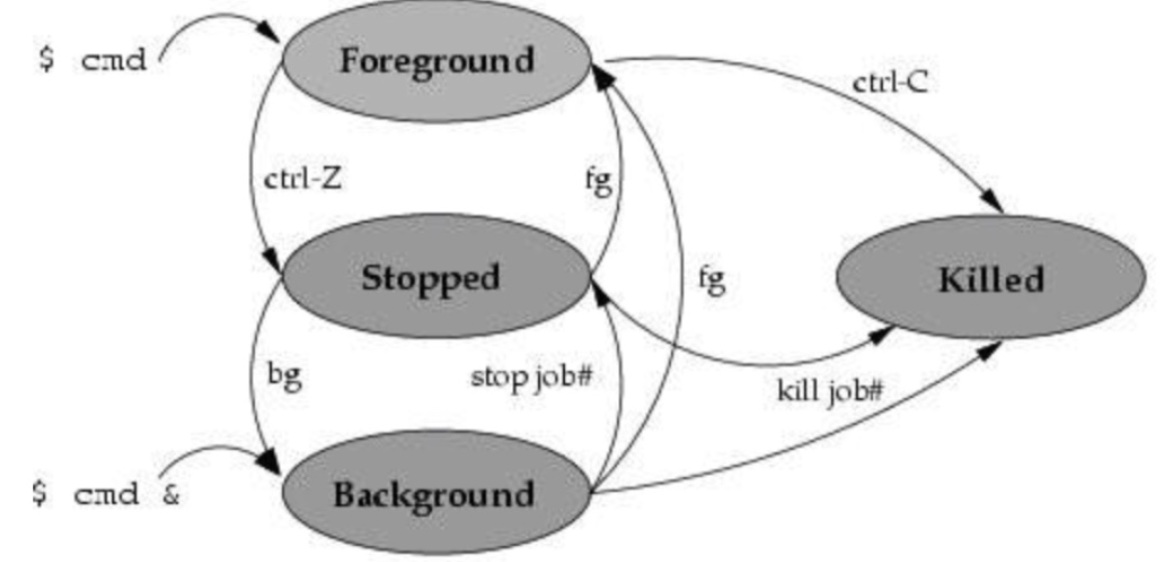 $ cmd
Foreground
ctrl-C
ctrl-Z
fg
Stopped
fg
Killed
bg
stop job#
kill job#
$ cmd &
Background